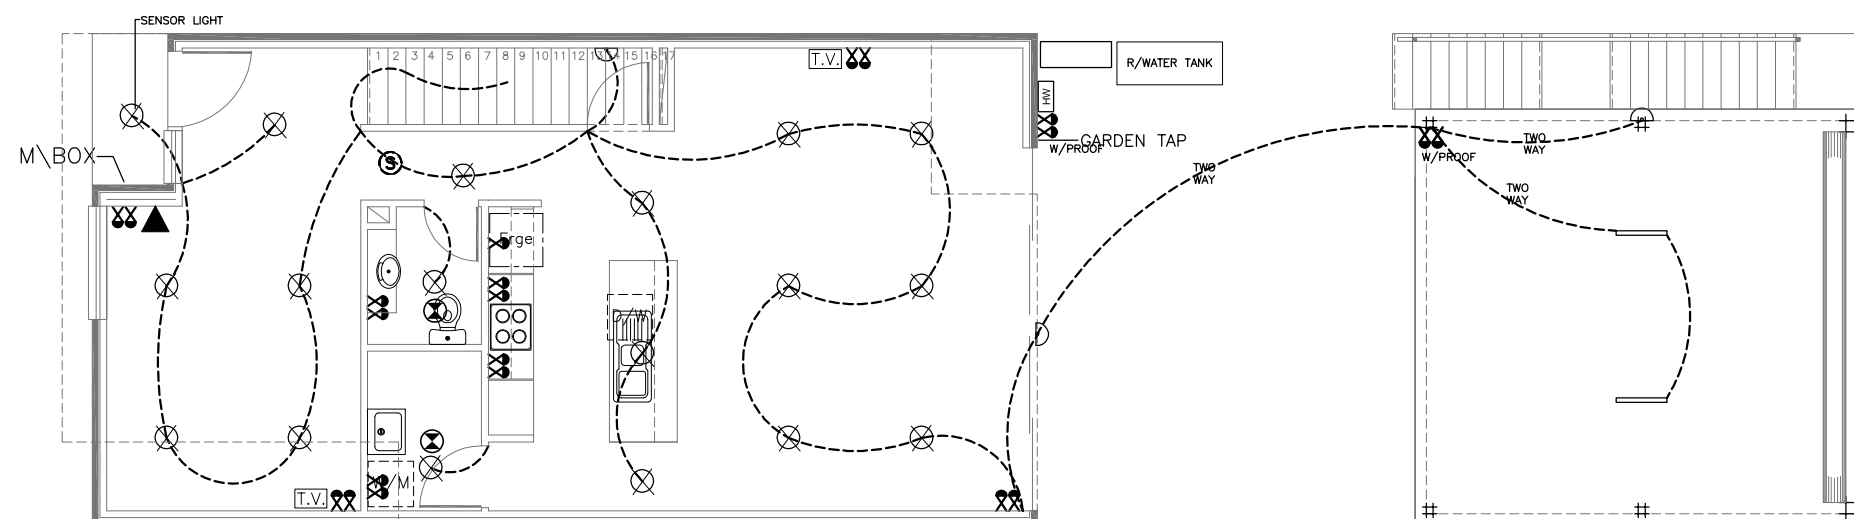 SENSOR LIGHT
1 2 3 4 5 6 7 8 9 10 11 12 13 14 15 16 17
T.V.
R/WATER TANK
HW
GARDEN TAP
W/PROOF
M\BOX
S
TWO
WAY
TWO
WAY
W/PROOF
TWO
WAY
Frge
D/W
W/M
T.V.